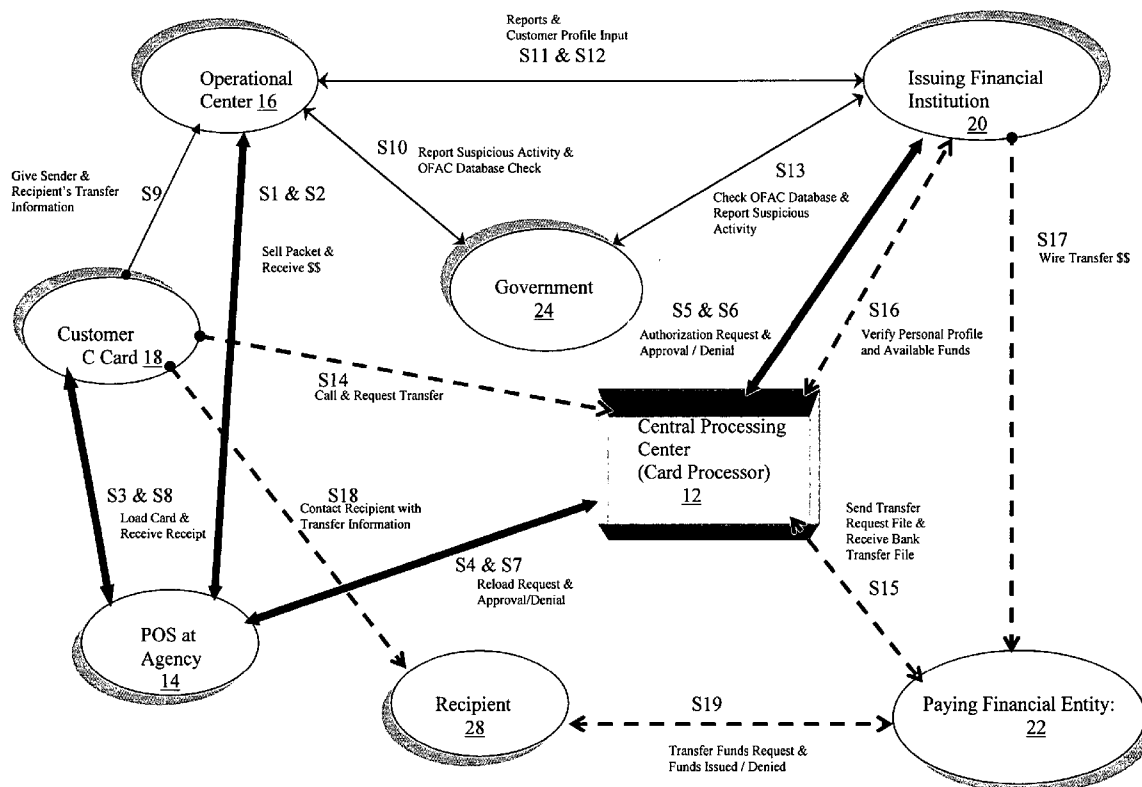 Reports &
Customer Profile Input
S11 & S12
Operational
Center 16
Issuing Financial
Institution
20
S10
Report Suspicious Activity &
OFAC Database Check
Give Sender &
Recipient's Transfer
Information
S9
S1 & S2
S13
Check OFAC Database &
Report Suspicious
Activity
S17
Wire Transfer $$
Sell Packet &
Receive $$
Government
24
Customer
C Card 18
S5 & S6
Authorization Request &
Approval / Denial
S16
Verify Personal Profile
and Available Funds
S14
Call & Request Transfer
Central Processing
Center
(Card Processor)
12
S3 & S8
Load Card &
Receive Receipt
S18
Contact Recipient with
Transfer Information
Send Transfer
Request File &
Receive Bank
Transfer File
S4 & S7
Reload Request &
Approval/Denial
S15
POS at
Agency
14
Recipient
28
S19
Paying Financial Entity:
22
Transfer Funds Request &
Funds Issued / Denied